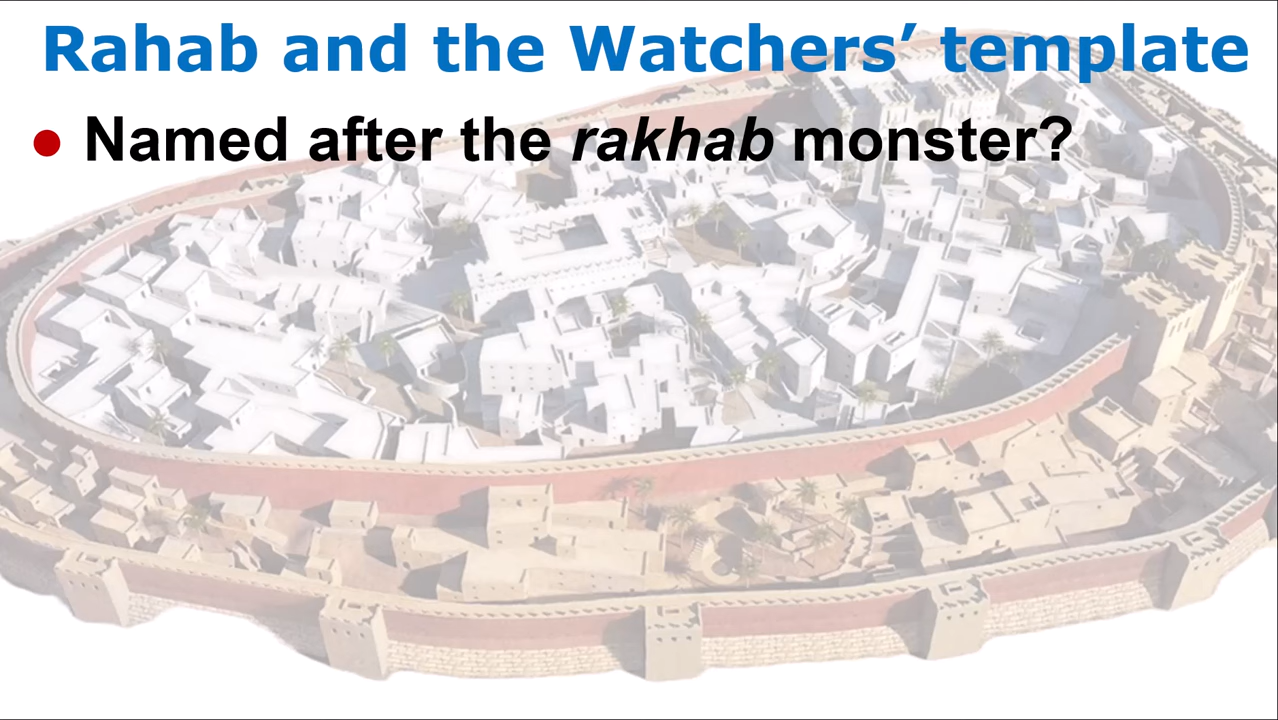 Rahab and the Watchers’ template
● Named after the rakhab monster?